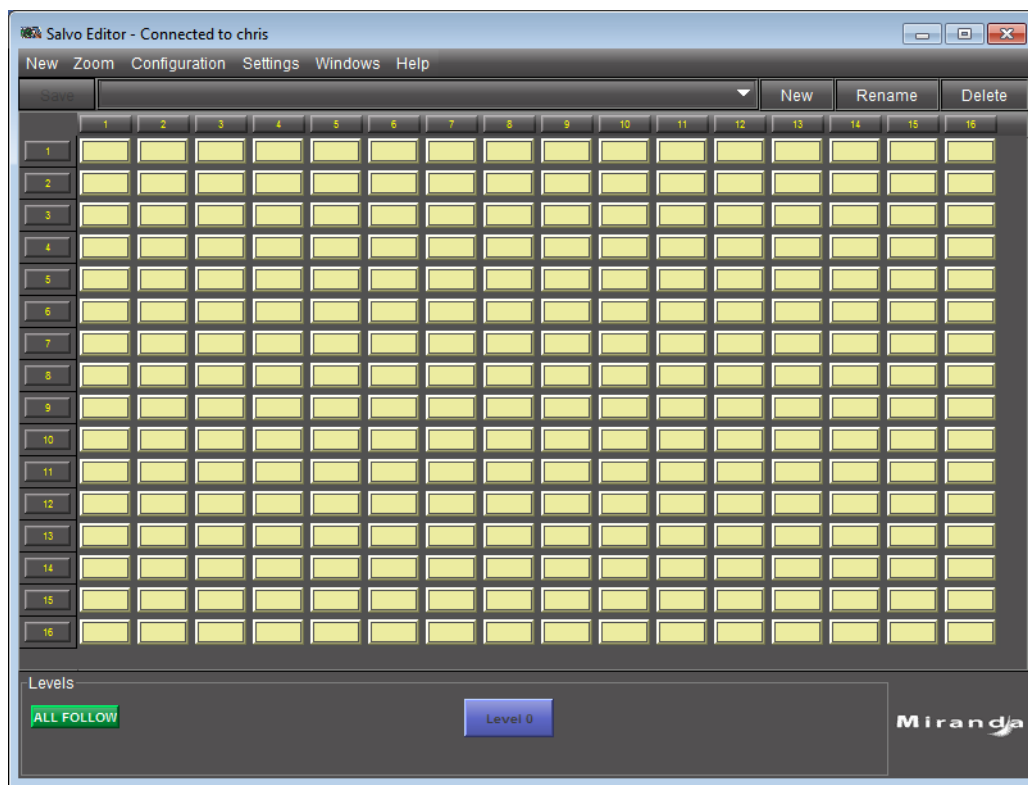 Salvo Editor - Connected to chris
New Zoom Configuration Settings Windows Help
Save New Rename Delete
1 2 3 4 5 6 7 8 9 10 11 12 13 14 15 16
1
2
3
4
5
6
7
8
9
10
11
12
13
14
15
16
Levels
ALL FOLLOW Level 0 Miranda